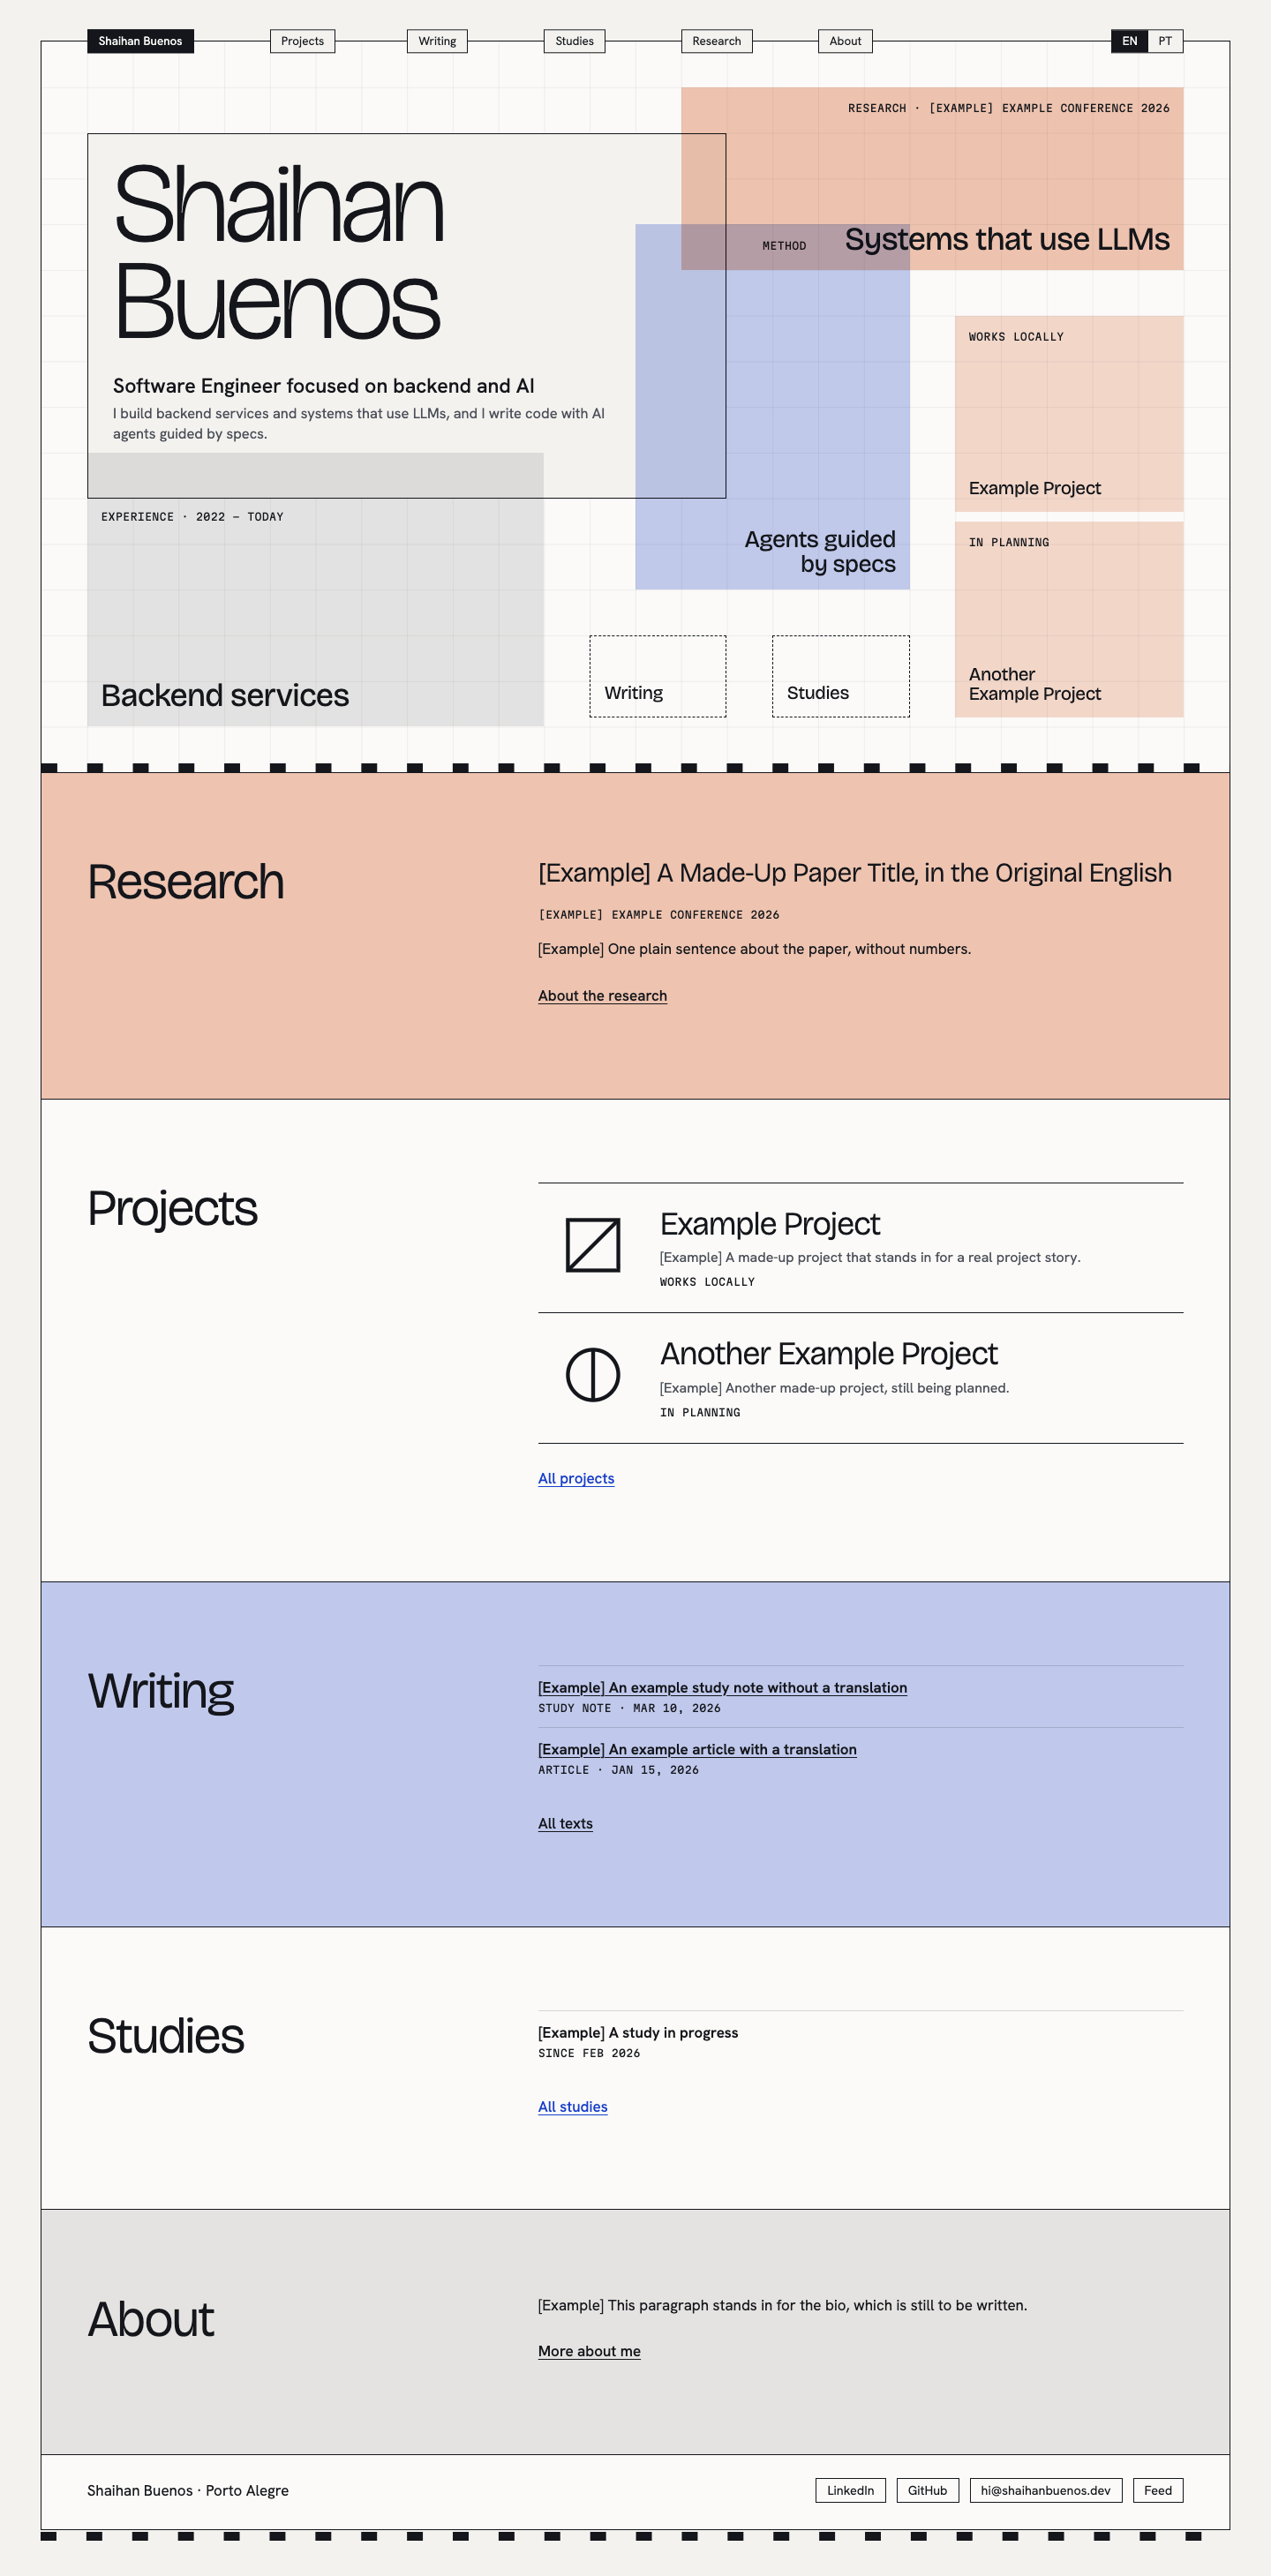 Shaihan Buenos
Projects
Writing
Studies
Research
About
EN
PT
RESEARCH · [EXAMPLE] EXAMPLE CONFERENCE 2026
Systems that use LLMs
Shaihan
Buenos
Software Engineer focused on backend and AI
I build backend services and systems that use LLMs, and I write code with AI
agents guided by specs.
METHOD
Agents guided
by specs
WORKS LOCALLY
Example Project
IN PLANNING
Another
Example Project
EXPERIENCE · 2022 – TODAY
Backend services
Writing
Studies
Research
[Example] A Made-Up Paper Title, in the Original English
[EXAMPLE] EXAMPLE CONFERENCE 2026
[Example] One plain sentence about the paper, without numbers.
About the research
Projects
Example Project
[Example] A made-up project that stands in for a real project story.
WORKS LOCALLY
Another Example Project
[Example] Another made-up project, still being planned.
IN PLANNING
All projects
Writing
[Example] An example study note without a translation
STUDY NOTE · MAR 10, 2026
[Example] An example article with a translation
ARTICLE · JAN 15, 2026
All texts
Studies
[Example] A study in progress
SINCE FEB 2026
All studies
About
[Example] This paragraph stands in for the bio, which is still to be written.
More about me
Shaihan Buenos · Porto Alegre
LinkedIn
GitHub
hi@shaihanbuenos.dev
Feed